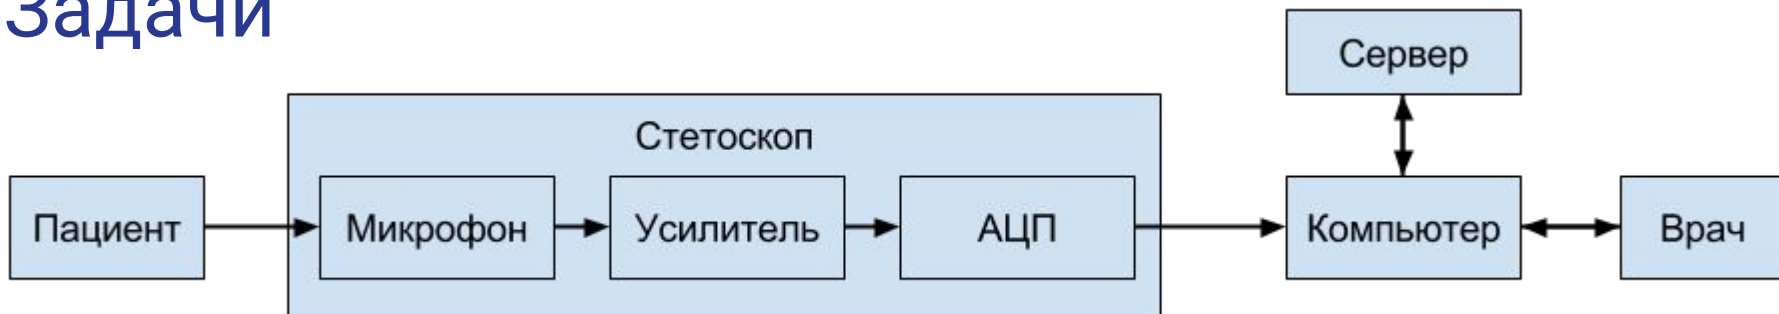 Задачи
Сервер
Стетоскоп
Пациент
Микрофон
Усилитель
АЦП
Компьютер
Врач